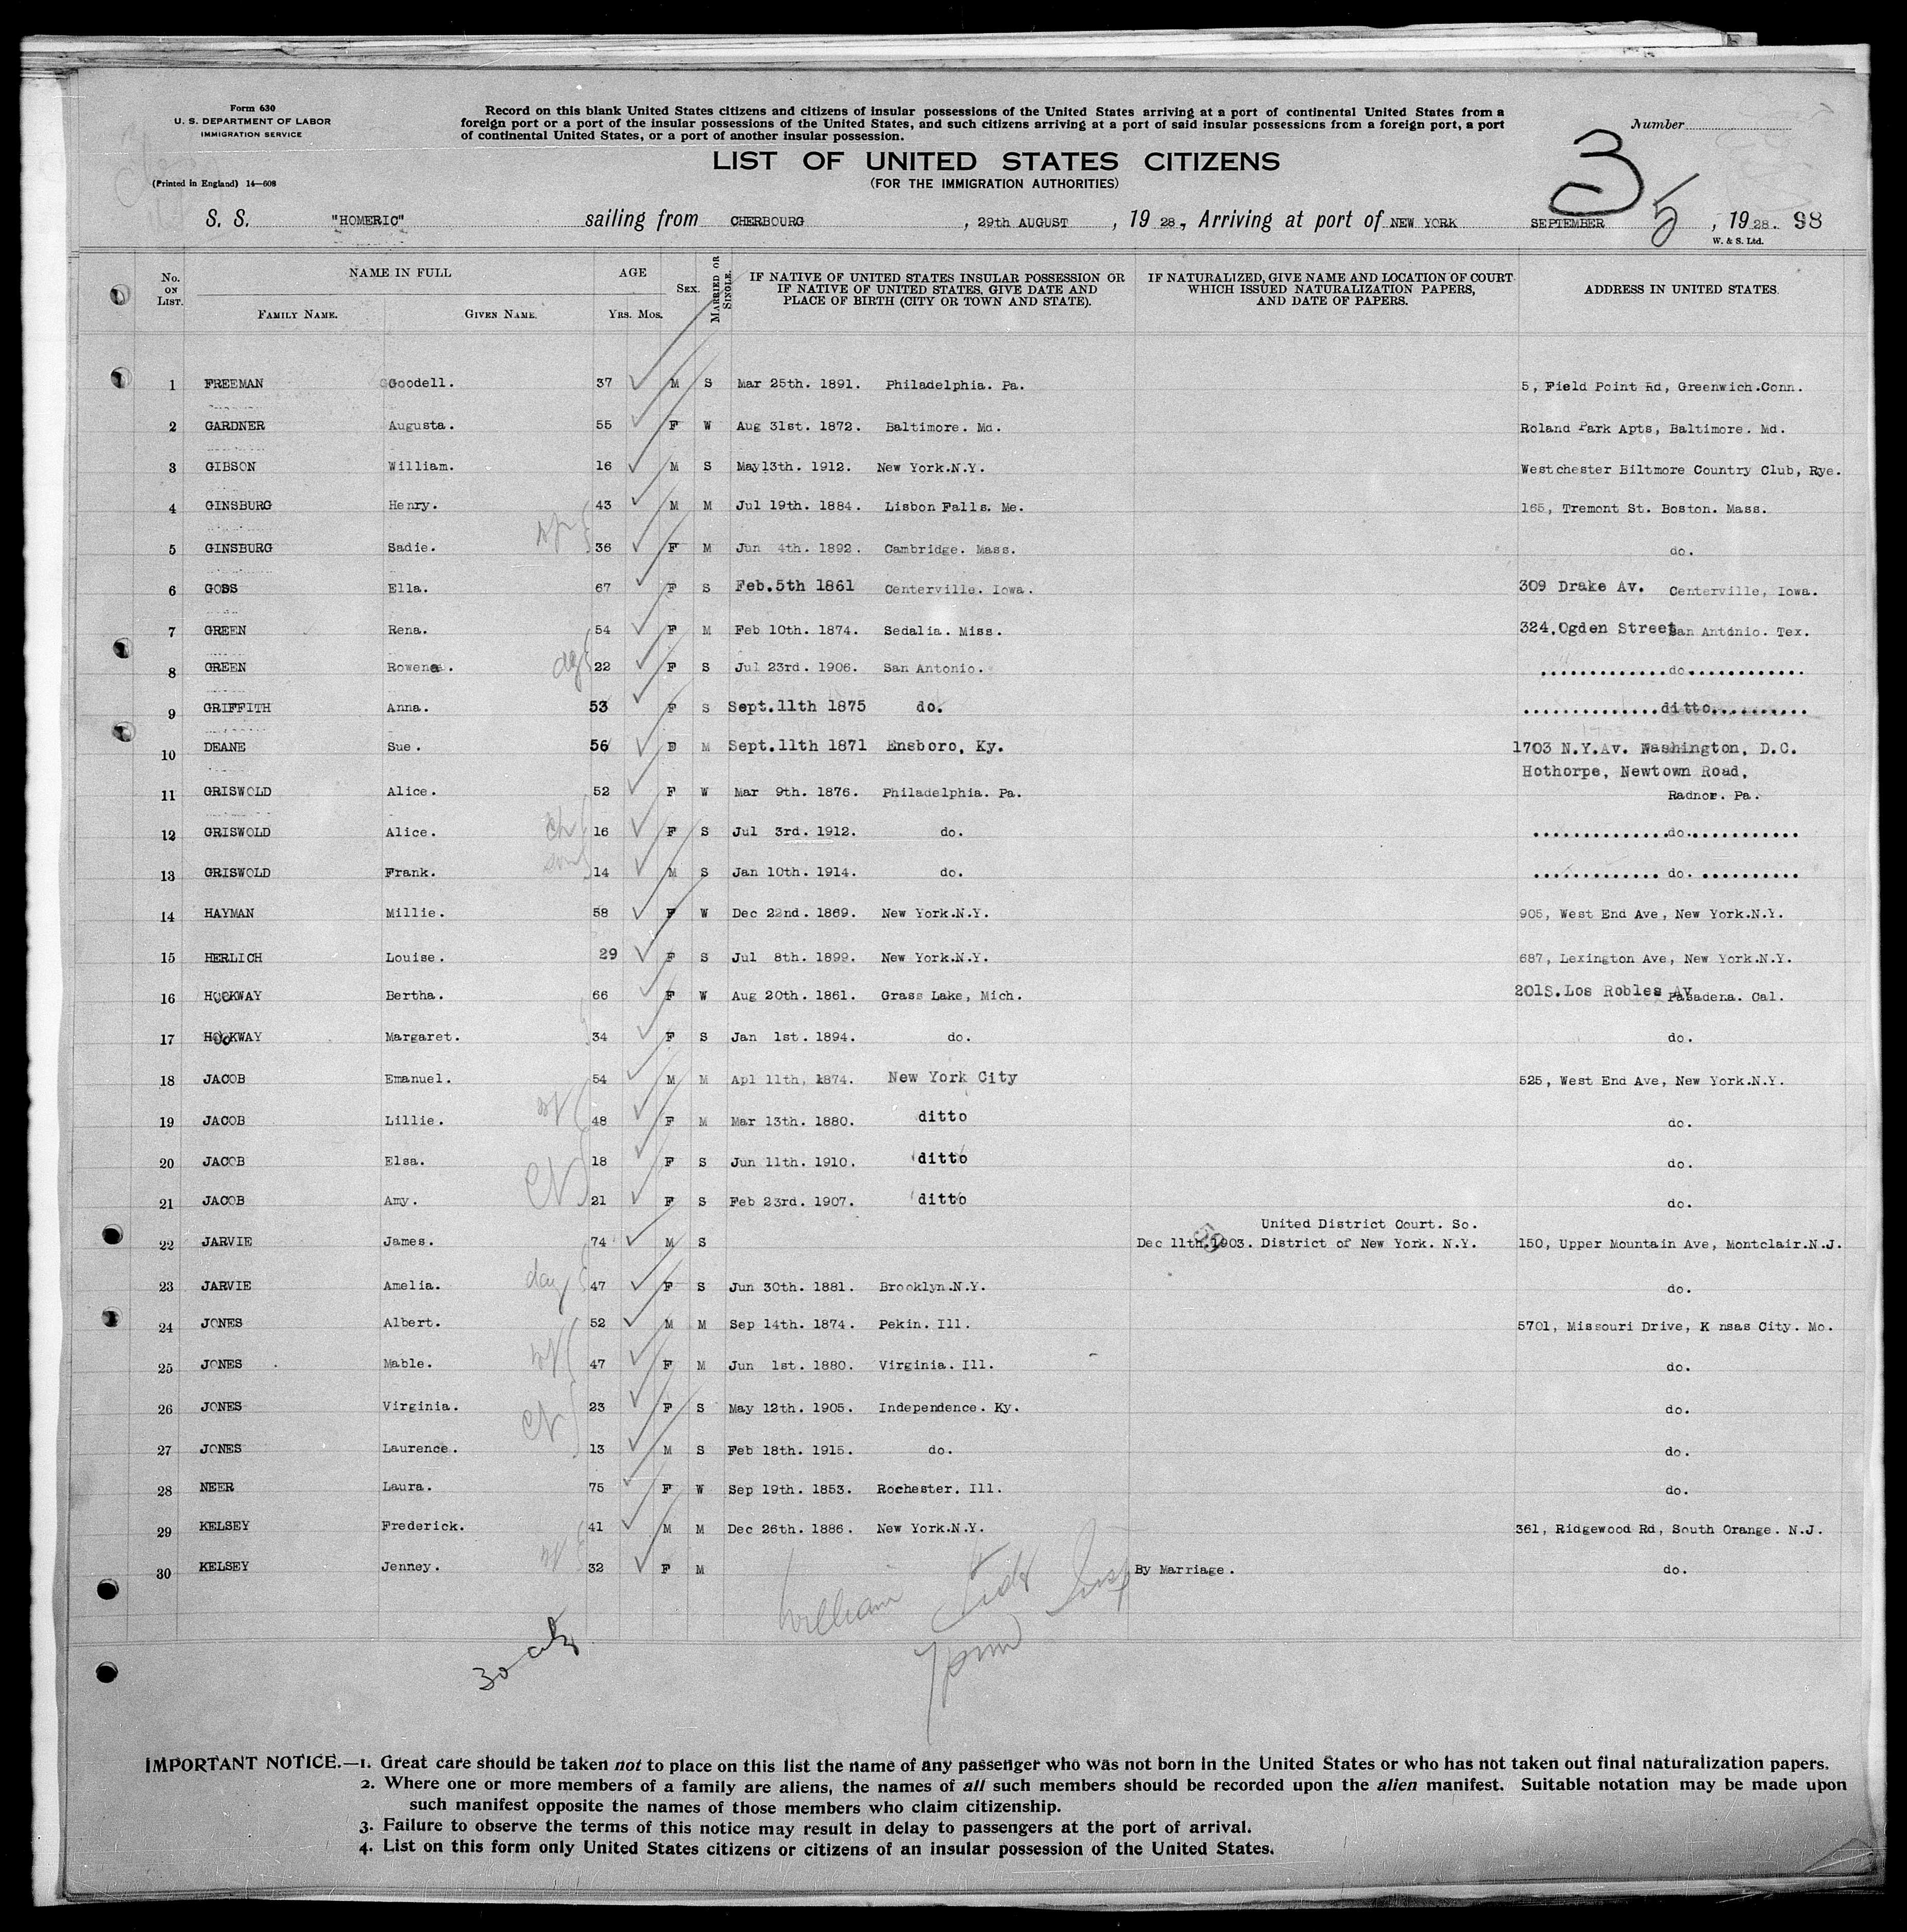 Form 630
U. S. DEPARTMENT OF LABOR
IMMIGRATION SERVICE
(Printed in England) 14—608
Record on this blank United States citizens and citizens of insular possessions of the United States arriving at a port of continental United States from a
foreign port or a port of the insular possessions of the United States, and such citizens arriving at a port of said insular possessions from a foreign port, a port
of continental United States, or a port of another insular possession.
Number
3
LIST OF UNITED STATES CITIZENS
(FOR THE IMMIGRATION AUTHORITIES)
S. S. "HOMERIC" sailing from CHERBOURG, 29th AUGUST, 1928., Arriving at port of NEW YORK SEPTEMBER 5, 1928. 98
W. & S. Ltd.
No. ON LIST. NAME IN FULL AGE SEX. MARRIED OR SINGLE. IF NATIVE OF UNITED STATES INSULAR POSSESSION OR IF NATIVE OF UNITED STATES, GIVE DATE AND PLACE OF BIRTH (CITY OR TOWN AND STATE). IF NATURALIZED, GIVE NAME AND LOCATION OF COURT WHICH ISSUED NATURALIZATION PAPERS, AND DATE OF PAPERS. ADDRESS IN UNITED STATES.
FAMILY NAME. GIVEN NAME. YRS. MOS.
1 FREEMAN Goodell. 37 M S Mar 25th. 1891. Philadelphia. Pa. 5, Field Point Rd, Greenwich.Conn.
2 GARDNER Augusta. 55 F W Aug 31st. 1872. Baltimore. Md. Roland Park Apts, Baltimore. Md.
3 GIBSON William. 16 M S May13th. 1912. New York.N.Y. Westchester Biltmore Country Club, Rye.
4 GINSBURG Henry. 43 M M Jul 19th. 1884. Lisbon Falls. Me. 165, Tremont St. Boston. Mass.
5 GINSBURG Sadie. 36 F M Jun 4th. 1892. Cambridge. Mass. do.
6 GOSS Ella. 67 F S Feb.5th 1861 Centerville. Iowa. 309 Drake Av. Centerville, Iowa.
7 GREEN Rena. 54 F M Feb 10th. 1874. Sedalia. Miss. 324,Ogden Street San Antonio. Tex.
8 GREEN Rowena. 22 F S Jul 23rd. 1906. San Antonio. .............do............
9 GRIFFITH Anna. 53 F S Sept.11th 1875 do. ..............ditto..........
10 DEANE Sue. 56 F M Sept.11th 1871 Ensboro, Ky. 1703 N.Y.Av. Washington, D.C.
Hothorpe, Newtown Road,
11 GRISWOLD Alice. 52 F W Mar 9th. 1876. Philadelphia. Pa. Radnor. Pa.
12 GRISWOLD Alice. ch 16 F S Jul 3rd. 1912. do. ..............do............
13 GRISWOLD Frank. son 14 M S Jan 10th. 1914. do. ............. do. ..........
14 HAYMAN Millie. 58 F W Dec 22nd. 1869. New York.N.Y. 905, West End Ave, New York.N.Y.
15 HERLICH Louise. 29 F S Jul 8th. 1899. New York.N.Y. 687, Lexington Ave, New York.N.Y.
16 HOOKWAY Bertha. 66 F W Aug 20th. 1861. Grass Lake, Mich. 201S.Los Robles Av Pasadena. Cal.
17 HOOKWAY Margaret. 34 F S Jan 1st. 1894. do. do.
18 JACOB Emanuel. 54 M M Apl 11th, 1874. New York City 525, West End Ave, New York.N.Y.
19 JACOB Lillie. wf 48 F M Mar 13th. 1880. ditto do.
20 JACOB Elsa. 18 F S Jun 11th. 1910. ditto do.
21 JACOB Amy. ch 21 F S Feb 23rd. 1907. ditto do.
United District Court. So.
22 JARVIE James. 74 M S Dec 11th.1903. District of New York. N.Y. 150, Upper Mountain Ave, Montclair.N.J.
23 JARVIE Amelia. 47 F S Jun 30th. 1881. Brooklyn.N.Y. do.
24 JONES Albert. 52 M M Sep 14th. 1874. Pekin. Ill. 5701, Missouri Drive, K nsas City. Mo.
25 JONES Mable. wf 47 F M Jun 1st. 1880. Virginia. Ill. do.
26 JONES Virginia. ch 23 F S May 12th. 1905. Independence. Ky. do.
27 JONES Laurence. 13 M S Feb 18th. 1915. do. do.
28 NEER Laura. 75 F W Sep 19th. 1853. Rochester. Ill. do.
29 KELSEY Frederick. 41 M M Dec 26th. 1886. New York.N.Y. 361, Ridgewood Rd, South Orange. N.J.
30 KELSEY Jenney. wf 32 F M By Marriage. do.
William Insp
7pm
30
IMPORTANT NOTICE.—1. Great care should be taken not to place on this list the name of any passenger who was not born in the United States or who has not taken out final naturalization papers.
2. Where one or more members of a family are aliens, the names of all such members should be recorded upon the alien manifest. Suitable notation may be made upon
such manifest opposite the names of those members who claim citizenship.
3. Failure to observe the terms of this notice may result in delay to passengers at the port of arrival.
4. List on this form only United States citizens or citizens of an insular possession of the United States.